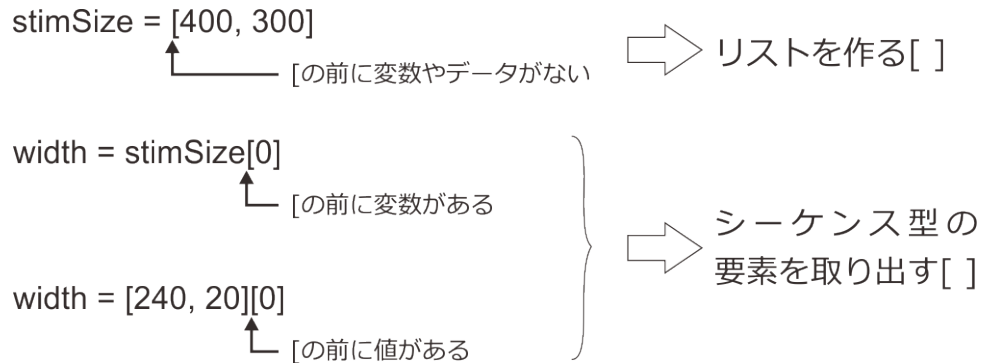 stimSize = [400, 300]
[の前に変数やデータがない
リストを作る[ ]
width = stimSize[0]
[の前に変数がある
width = [240, 20][0]
[の前に値がある
シーケンス型の
要素を取り出す[ ]